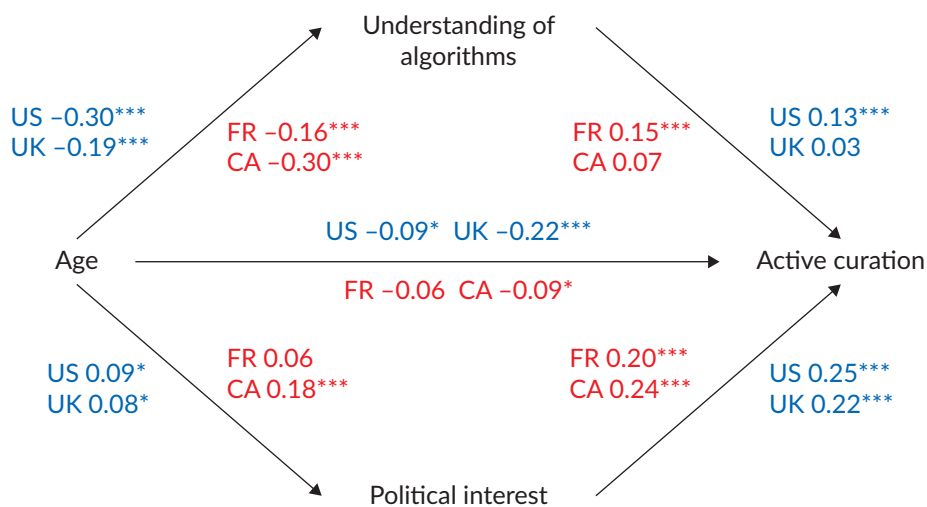 Understanding of
algorithms
US –0.30***
UK –0.19***
FR –0.16***
CA –0.30***
FR 0.15***
CA 0.07
US 0.13***
UK 0.03
US –0.09* UK –0.22***
Age
Active curation
FR –0.06 CA –0.09*
US 0.09*
UK 0.08*
FR 0.06
CA 0.18***
FR 0.20***
CA 0.24***
US 0.25***
UK 0.22***
Political interest